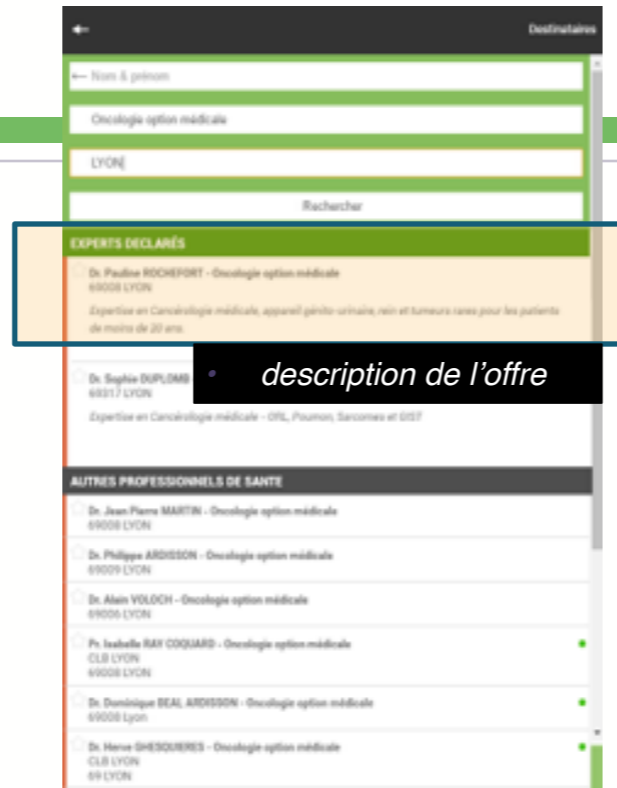 Destinataires
Nom & prénom
Oncologie option médicale
LYON
Rechercher
EXPERTS DECLARÉS
Dr. Pauline ROCHEFORT - Oncologie option médicale
69008 LYON
Expertise en Cancérologie médicale, appareil génito-urinaire, rein et tumeurs rares pour les patients
de moins de 20 ans.
• description de l'offre
Dr. Sophie DUPLOMB
69317 LYON
Expertise en Cancérologie médicale - ORL, Poumon, Sarcomes et GIST
AUTRES PROFESSIONNELS DE SANTE
Dr. Jean Pierre MARTIN - Oncologie option médicale
69008 LYON
Dr. Philippe ARDISSON - Oncologie option médicale
69009 LYON
Dr. Alain VOLOCH - Oncologie option médicale
69006 LYON
Pr. Isabelle RAY COQUARD - Oncologie option médicale
CLB LYON
69008 LYON
Dr. Dominique BEAL ARDISSON - Oncologie option médicale
69008 Lyon
Dr. Herve GHESQUIERES - Oncologie option médicale
CLB LYON
69 LYON